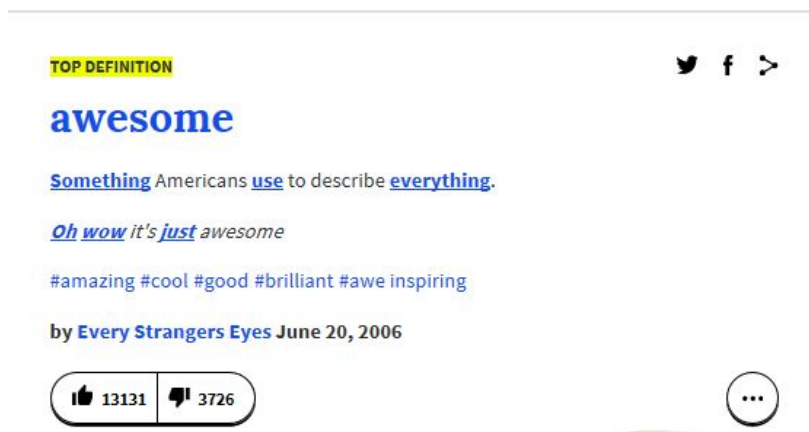 TOP DEFINITION
awesome
Something Americans use to describe everything.
Oh wow it's just awesome
#amazing #cool #good #brilliant #awe inspiring
by Every Strangers Eyes June 20, 2006
13131 3726